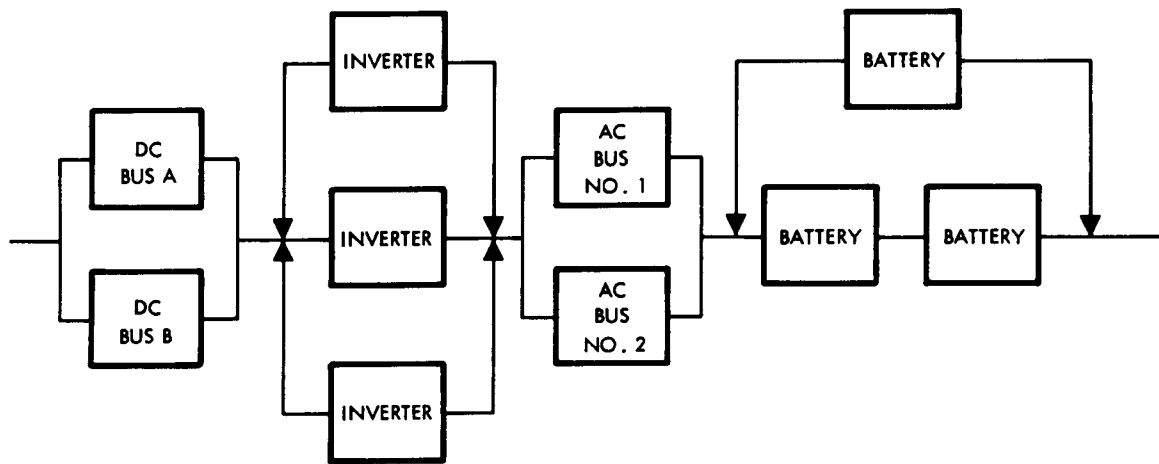 DC
BUS A
DC
BUS B
INVERTER
INVERTER
INVERTER
AC
BUS
NO. 1
AC
BUS
NO. 2
BATTERY
BATTERY
BATTERY